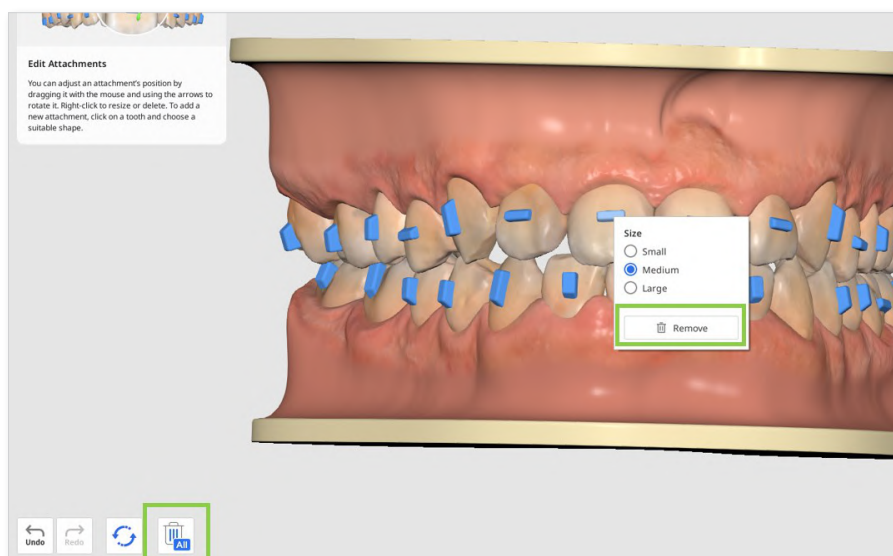 Edit Attachments
You can adjust an attachment's position by
dragging it with the mouse and using the arrows to
rotate it. Right-click to resize or delete. To add a
new attachment, click on a tooth and choose a
suitable shape.
Size
Small
Medium
Large
Remove
Undo
Redo
All